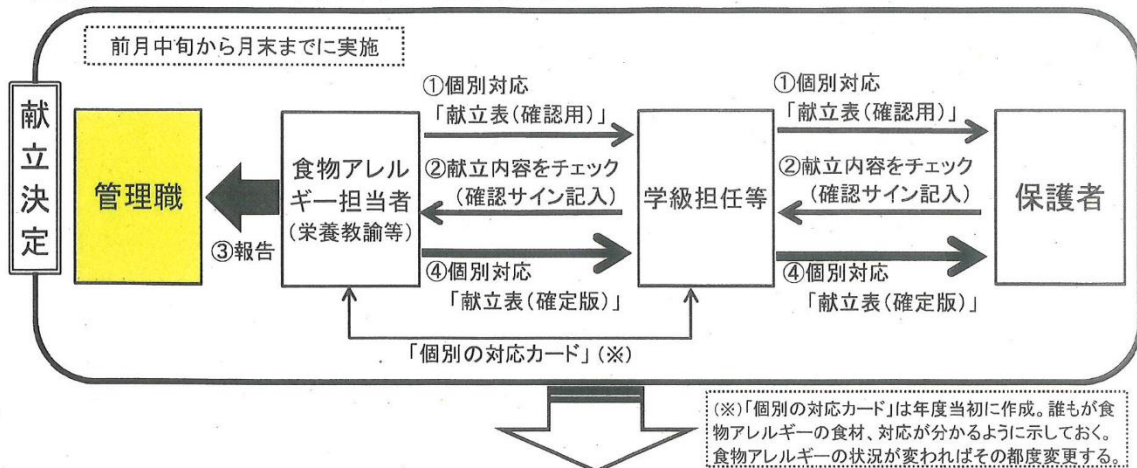 前月中旬から月末までに実施
献立決定
管理職
③報告
食物アレル
ギー担当者
(栄養教諭等)
①個別対応
「献立表(確認用)」
②献立内容をチェック
(確認サイン記入)
④個別対応
「献立表(確定版)」
学級担任等
①個別対応
「献立表(確認用)」
②献立内容をチェック
(確認サイン記入)
④個別対応
「献立表(確定版)」
保護者
「個別の対応カード」(※)
(※)「個別の対応カード」は年度当初に作成。誰もが食
物アレルギーの食材、対応が分かるように示しておく。
食物アレルギーの状況が変わればその都度変更する。